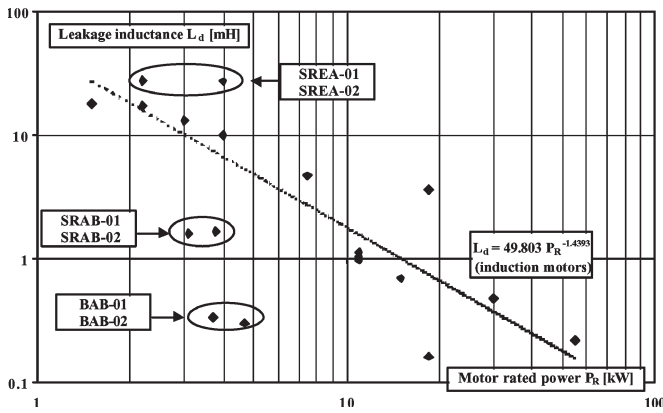 100
Leakage inductance L d [mH]
SREA-01
SREA-02
10
SRAB-01
SRAB-02
L d = 49.803 P R -1.4393
(induction motors)
1
BAB-01
BAB-02
Motor rated power P R [kW]
0.1
1
10
100